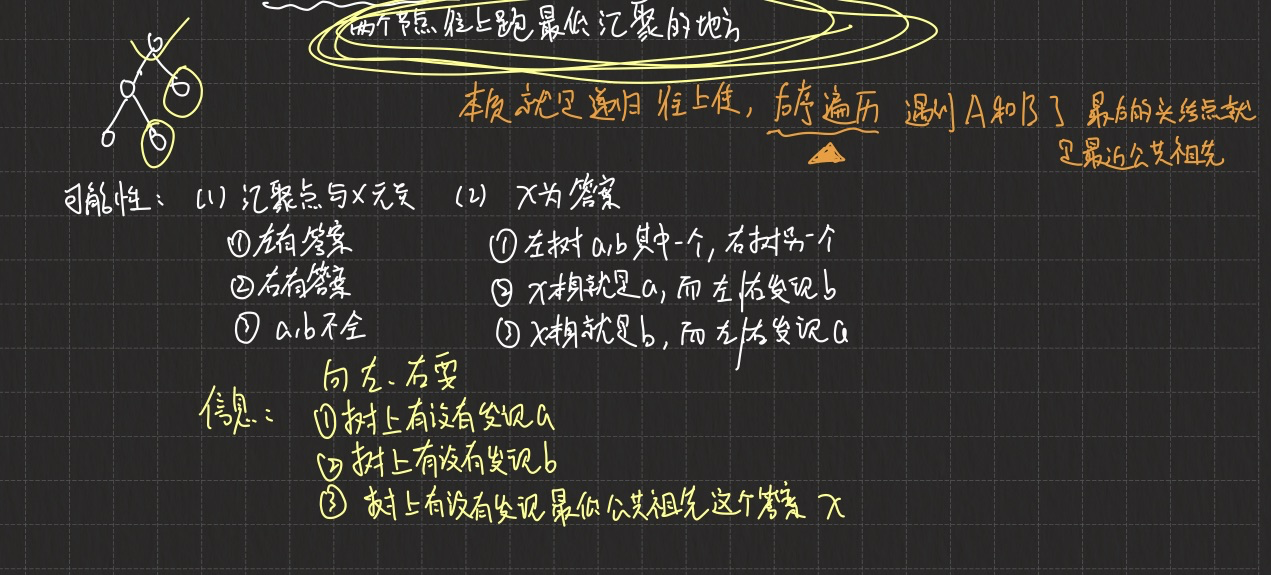 两个节点往上跑最低汇聚的地方
本质就是递归往上传，后序遍历 遇到A和B了 最后的头结点就
是最近公共祖先
可能性： (1) 汇聚点与X无关 (2) X为答案
①左有答案 ①左树a,b其中一个,右树另一个
②右有答案 ②x本身就是a,而左/右发现b
③a,b不全 ③x本身就是b,而左/右发现a
向左、右要
信息： ①树上有没有发现a
②树上有没有发现b
③树上有没有发现最低公共祖先这个答案 x